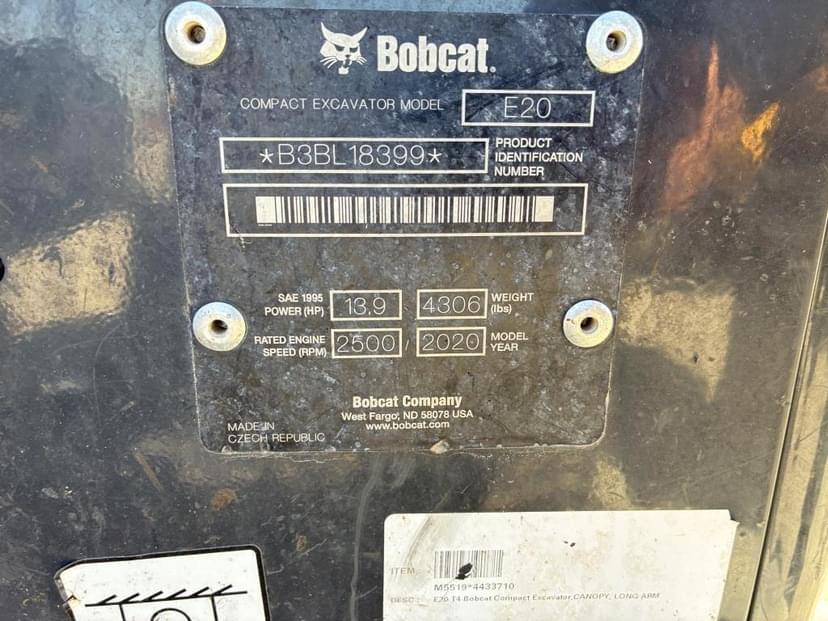 Bobcat.
COMPACT EXCAVATOR MODEL E20
*B3BL18399* PRODUCT
IDENTIFICATION
NUMBER
SAE 1995
POWER (HP) 13.9 4306 WEIGHT
(lbs)
RATED ENGINE
SPEED (RPM) 2500 / 2020 MODEL
YEAR
Bobcat Company
West Fargo, ND 58078 USA
www.bobcat.com
MADE IN
CZECH REPUBLIC
ITEM
M5519*4433710
DESC.: E20 T4 Bobcat Compact Excavator,CANOPY, LONG ARM